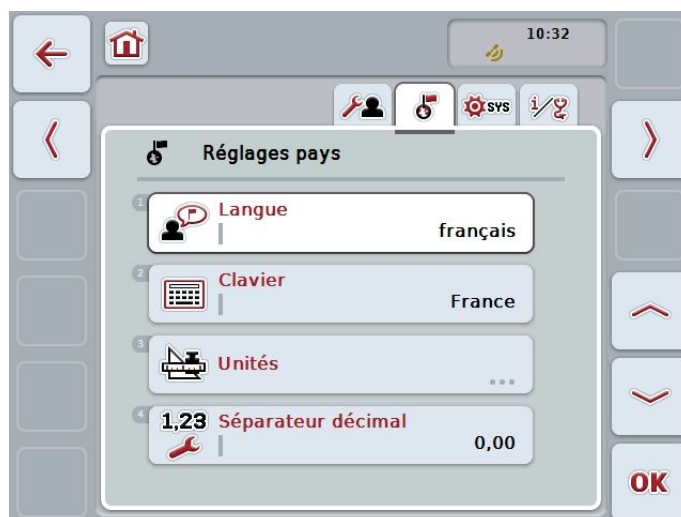 10:32
SYS
i/
Réglages pays
1
Langue
français
2
Clavier
France
3
Unités
...
4
1,23
Séparateur décimal
0,00
OK